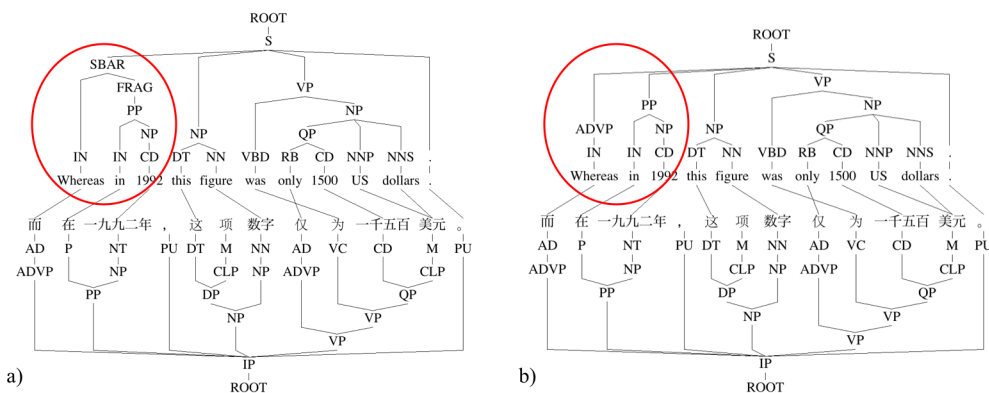 ROOT
S
SBAR
FRAG
VP
PP
NP
NP
NP
QP
IN IN CD DT NN VBD RB CD NNP NNS .
Whereas in 1992 this figure was only 1500 US dollars .
而 在 一九九二年 , 这 项 数字 仅 为 一千五百 美元 。
AD P NT PU DT M NN AD VC CD M PU
ADVP NP CLP NP ADVP CLP
PP DP QP
NP VP
VP
IP
ROOT
a)
ROOT
S
VP
PP
NP
ADVP NP NP QP
IN IN CD DT NN VBD RB CD NNP NNS .
Whereas in 1992 this figure was only 1500 US dollars .
而 在 一九九二年 , 这 项 数字 仅 为 一千五百 美元 。
AD P NT PU DT M NN AD VC CD M PU
ADVP NP CLP NP ADVP CLP
PP DP QP
NP VP
VP
IP
ROOT
b)